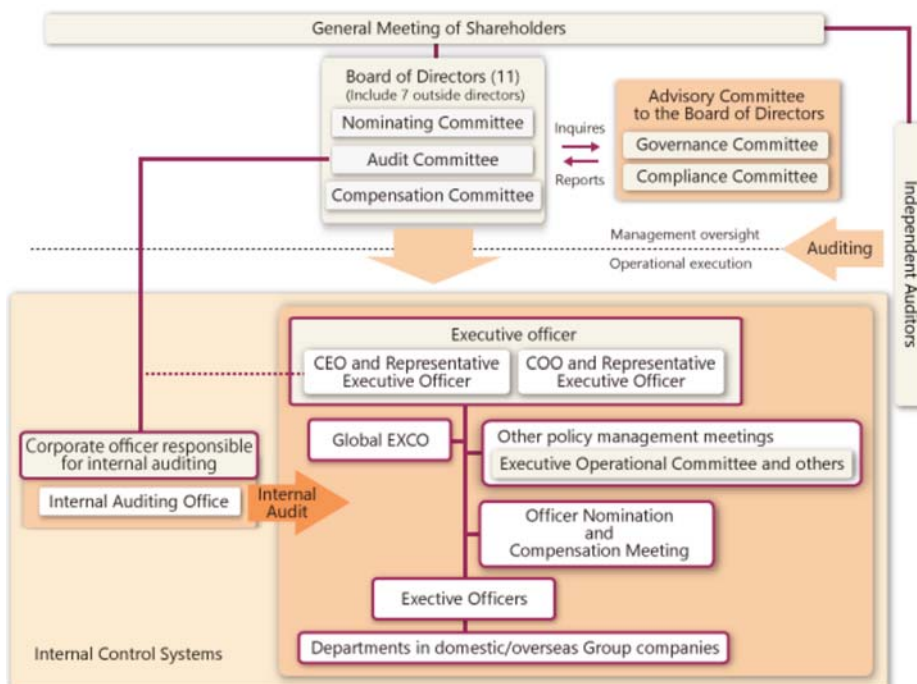 General Meeting of Shareholders
Board of Directors (11)
(Include 7 outside directors)
Nominating Committee
Audit Committee
Compensation Committee
Inquires
Reports
Advisory Committee
to the Board of Directors
Governance Committee
Compliance Committee
Independent Auditors
Management oversight
Operational execution
Auditing
Executive officer
CEO and Representative
Executive Officer
COO and Representative
Executive Officer
Global EXCO
Other policy management meetings
Executive Operational Committee and others
Corporate officer responsible
for internal auditing
Internal Auditing Office
Internal
Audit
Officer Nomination
and
Compensation Meeting
Exective Officers
Departments in domestic/overseas Group companies
Internal Control Systems